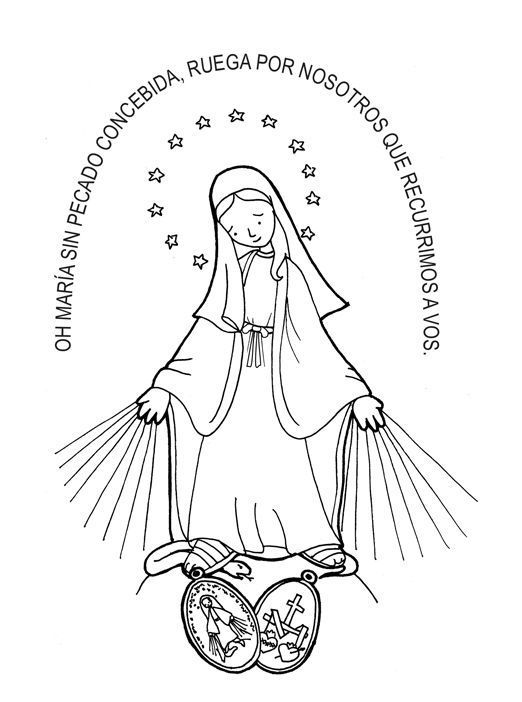 OH MARÍA SIN PECADO CONCEBIDA, RUEGA POR NOSOTROS QUE RECURRIMOS A VOS.